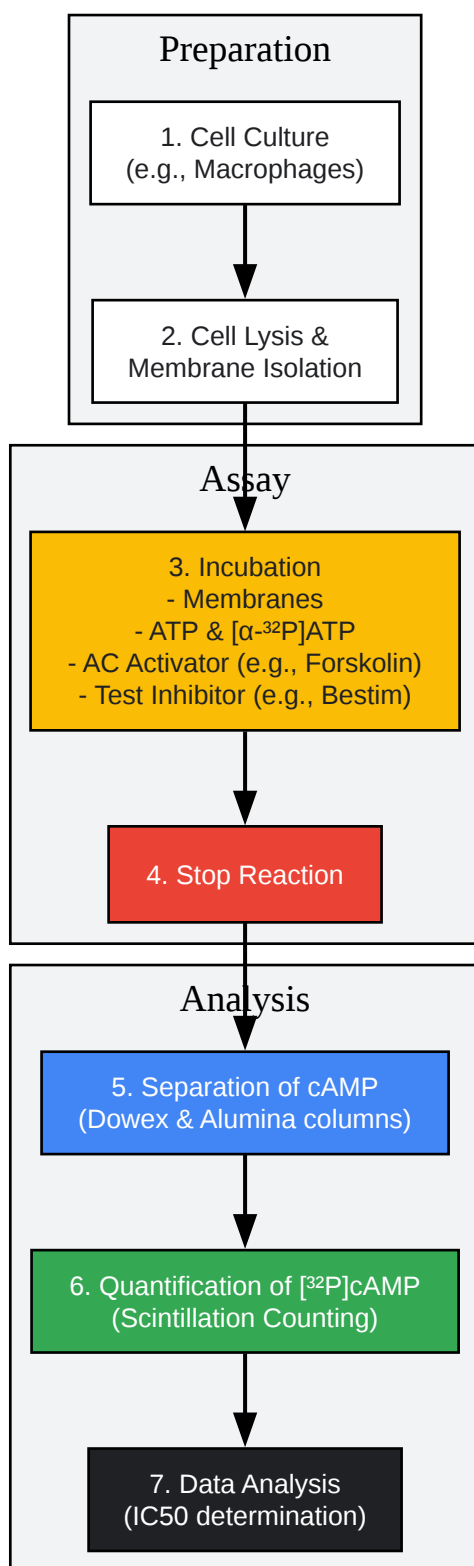 Preparation
1. Cell Culture
(e.g., Macrophages)
2. Cell Lysis &
Membrane Isolation
Assay
3. Incubation
- Membranes
- ATP & [α-³²P]ATP
- AC Activator (e.g., Forskolin)
- Test Inhibitor (e.g., Bestim)
4. Stop Reaction
Analysis
5. Separation of cAMP
(Dowex & Alumina columns)
6. Quantification of [³²P]cAMP
(Scintillation Counting)
7. Data Analysis
(IC50 determination)